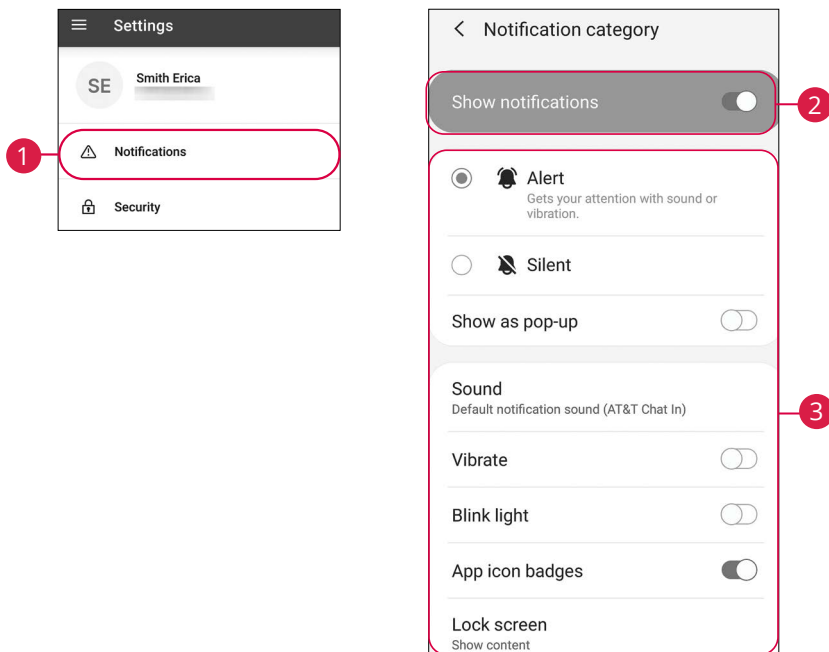 Settings
SE
Smith Erica
1
Notifications
Security
Notification category
Show notifications
2
Alert
Gets your attention with sound or
vibration.
Silent
Show as pop-up
Sound
Default notification sound (AT&T Chat In)
3
Vibrate
Blink light
App icon badges
Lock screen
Show content